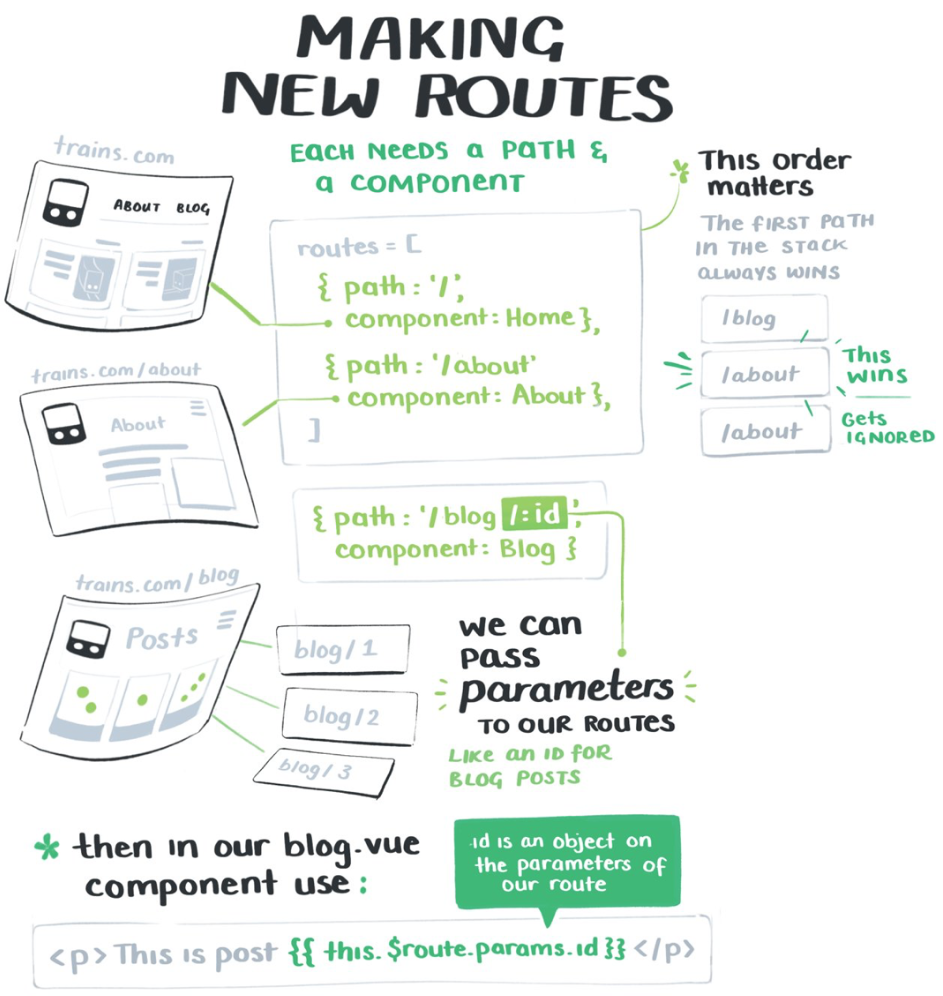 MAKING
NEW ROUTES
trains.com
ABOUT BLOG
EACH NEEDS A PATH &
A COMPONENT
routes = [
{ path : '/',
component: Home },
{ path : '/about'
component: About },
]
* This order
matters
The FIRST PATH
IN THE STACK
ALWAYS WINS
/blog
/about
/about
This
WINS
Gets
IGNORED
trains.com/about
About
{ path : '/blog /:id ',
component: Blog }
trains.com/blog
Posts
blog/1
blog/2
blog/3
we can
pass
parameters
TO OUR ROUTES
LIKE AN ID FOR
BLOG POSTS
* then in our blog.vue
component use :
id is an object on
the parameters of
our route
<p> This is post {{ this.$route.params.id }} </p>